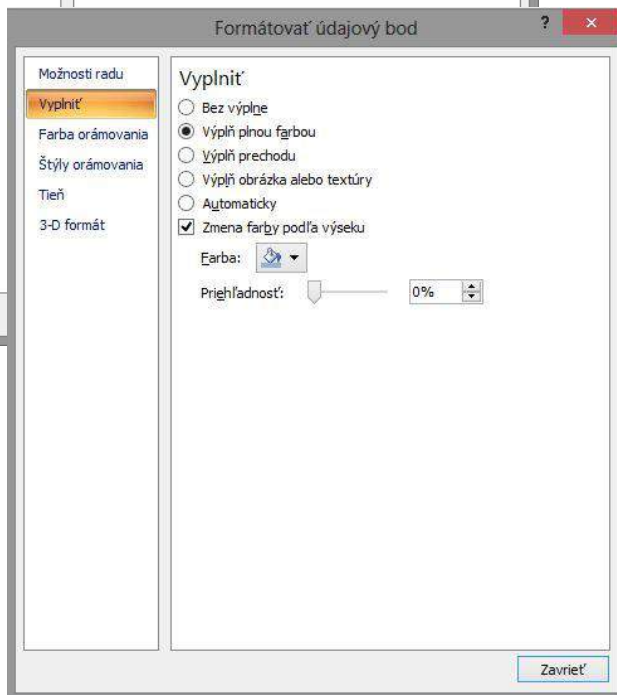 Formátovať údajový bod
?
Možnosti radu
Vyplniť
Farba orámovania
Štýly orámovania
Tieň
3-D formát
Vyplniť
Bez výplne
Výplň plnou farbou
Výplň prechodu
Výplň obrázka alebo textúry
Automaticky
Zmena farby podľa výseku
Farba:
Priehľadnosť: 0%
Zavrieť